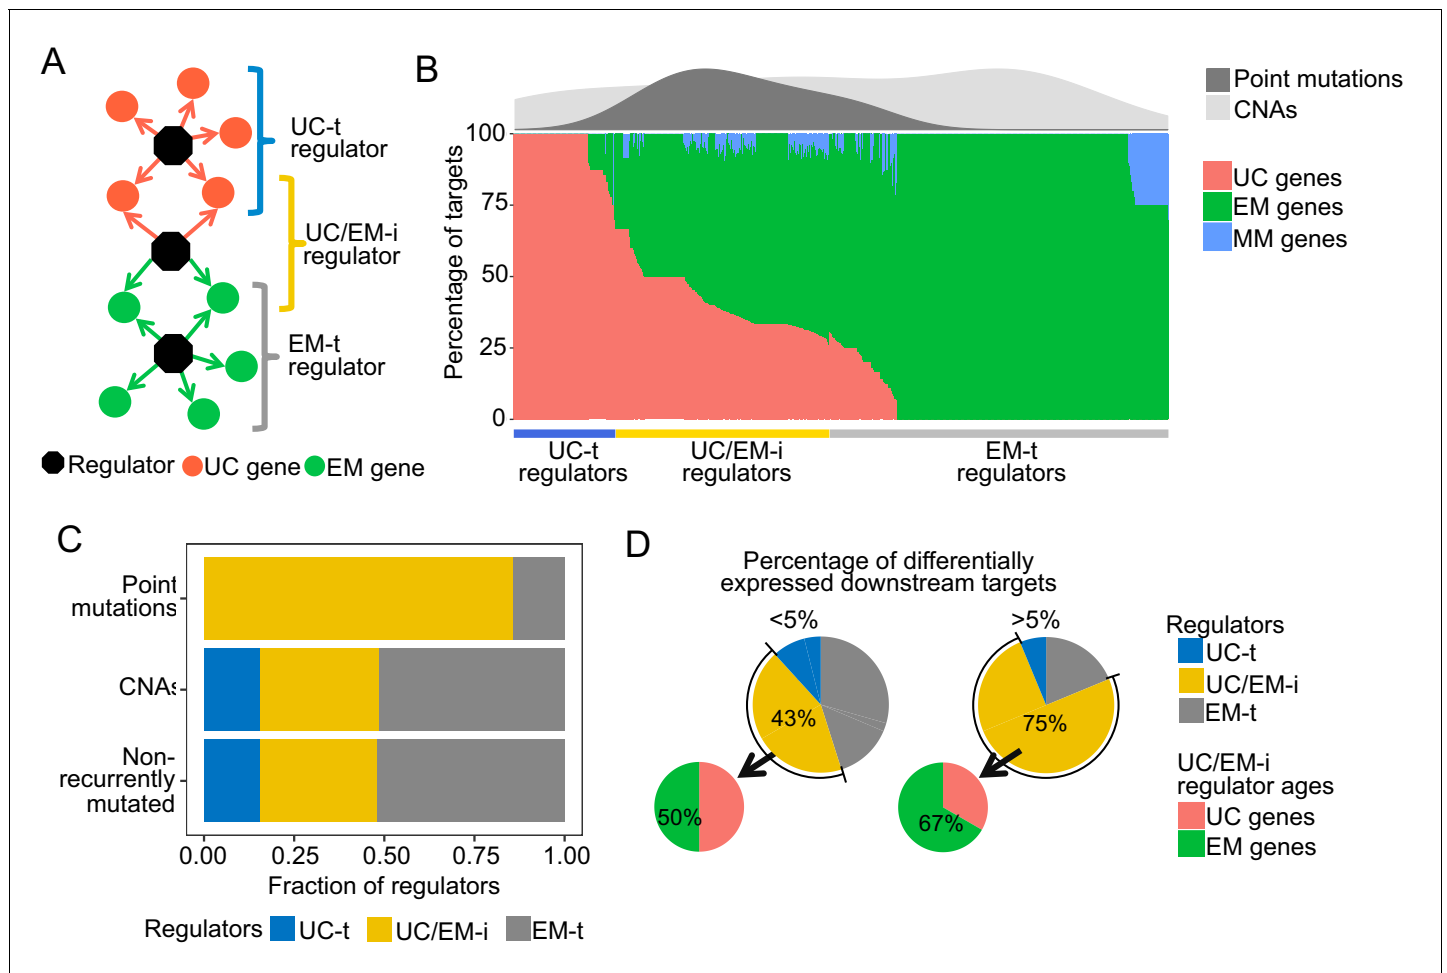 A
UC-t
regulator
UC/EM-i
regulator
EM-t
regulator
Regulator
UC gene
EM gene
B
Point mutations
CNAs
Percentage of targets
100
75
50
25
0
UC genes
EM genes
MM genes
UC-t
regulators
UC/EM-i
regulators
EM-t
regulators
C
Point
mutations
CNAs
Non-
recurrently
mutated
0.00
0.25
0.50
0.75
1.00
Fraction of regulators
Regulators
UC-t
UC/EM-i
EM-t
D
Percentage of differentially
expressed downstream targets
<5%
>5%
43%
75%
50%
67%
Regulators
UC-t
UC/EM-i
EM-t
UC/EM-i
regulator ages
UC genes
EM genes